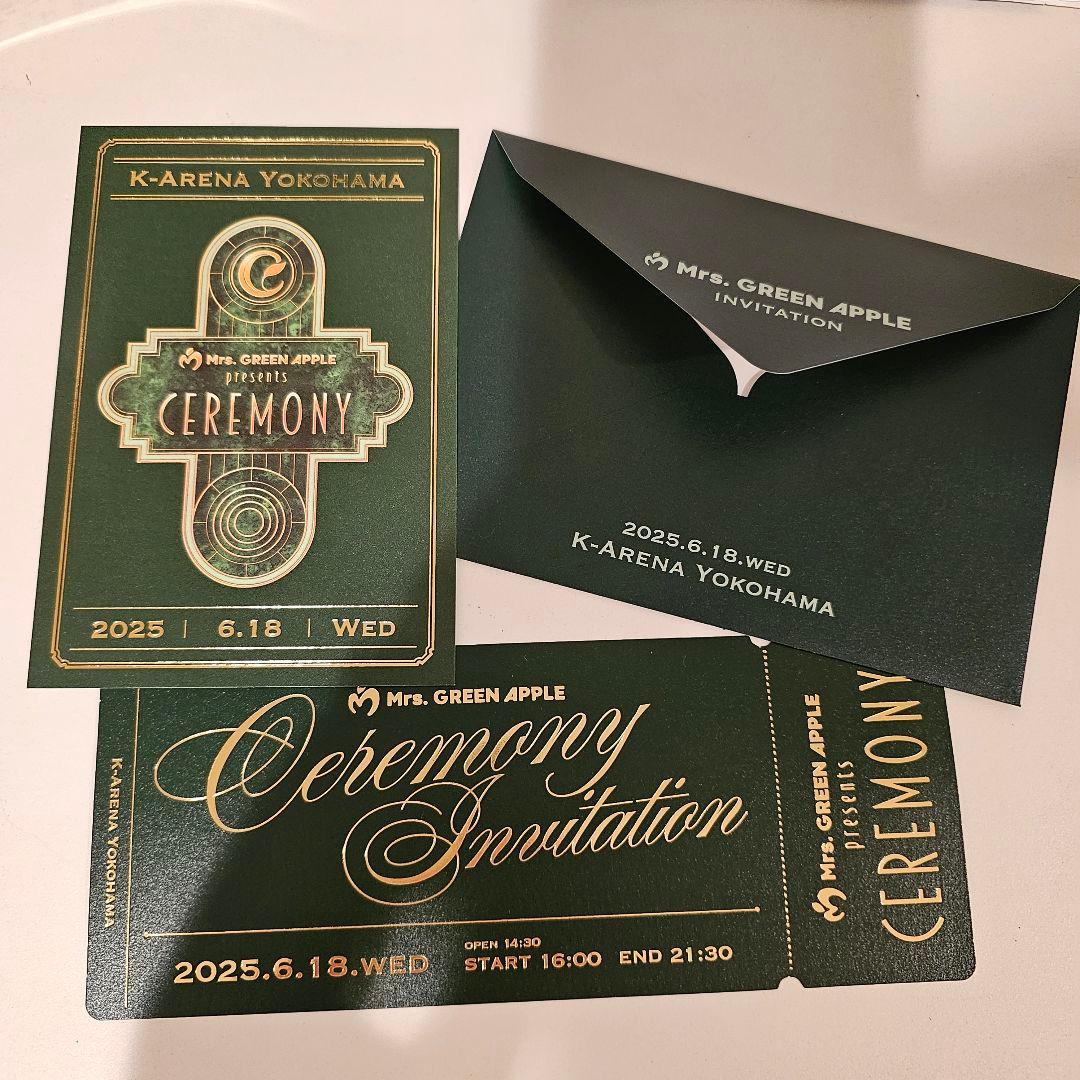 K-ARENA YOKOHAMA
Mrs. GREEN APPLE
presents
CEREMONY
2025 | 6.18 | WED
Mrs. GREEN APPLE
INVITATION
2025.6.18.WED
K-ARENA YOKOHAMA
K-ARENA YOKOHAMA
Mrs. GREEN APPLE
Ceremony
Invitation
2025.6.18.WED
OPEN 14:30
START 16:00 END 21:30
Mrs. GREEN APPLE
presents
CEREMONY